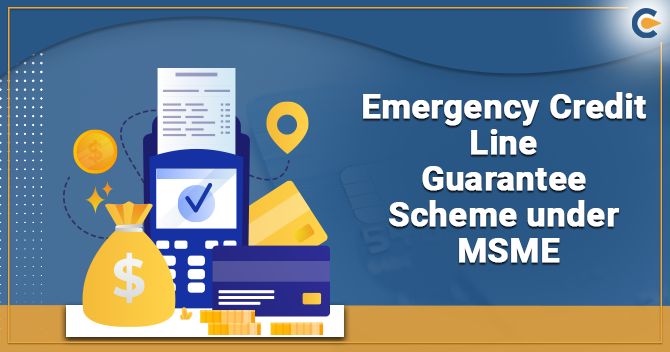 Emergency Credit
Line
Guarantee
Scheme under
MSME
$
$